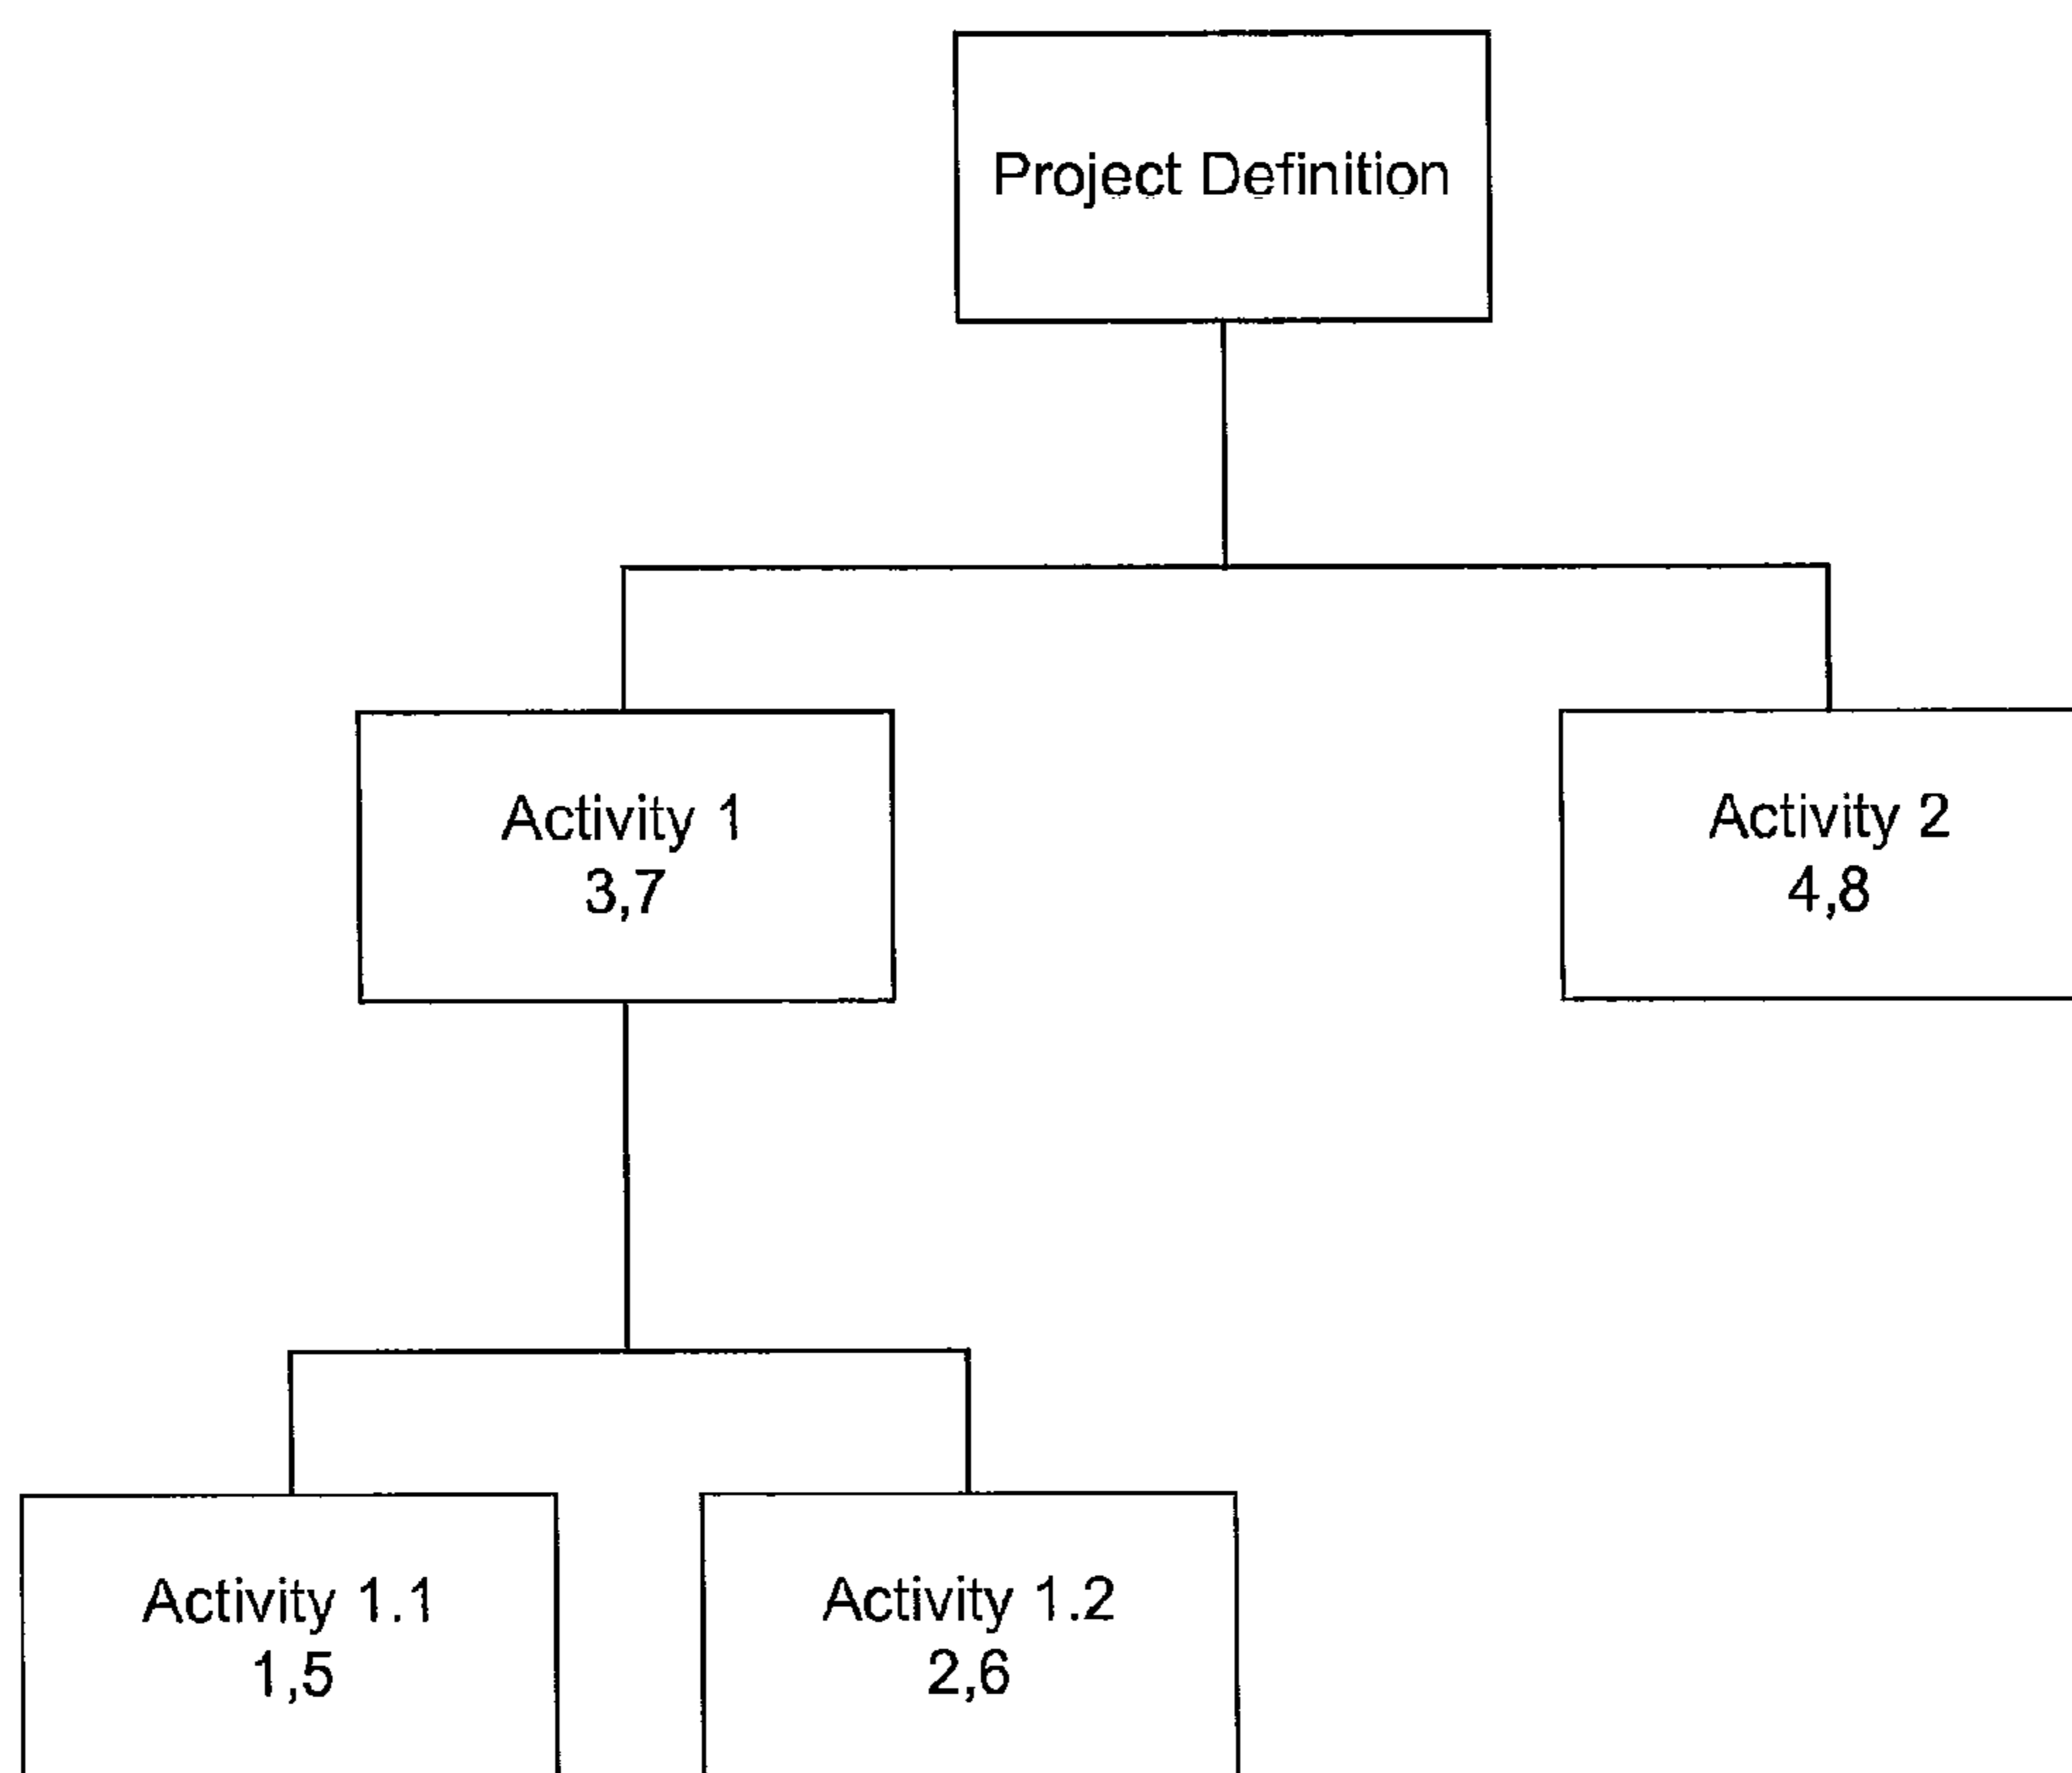 Project Definition
Activity 1
3,7
Activity 2
4,8
Activity 1.1
1,5
Activity 1.2
2,6